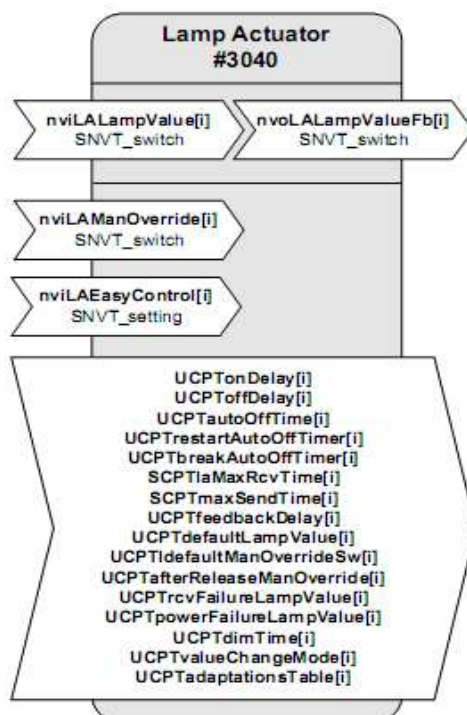 Lamp Actuator
#3040
nviLALampValue[i]
SNVT_switch
nvoLALampValueFb[i]
SNVT_switch
nviLAManOverride[i]
SNVT_switch
nviLAEasyControl[i]
SNVT_setting
UCPTonDelay[i]
UCPToffDelay[i]
UCPTautoOffTime[i]
UCPTrestartAutoOffTimer[i]
UCPTbreakAutoOffTimer[i]
SCPTlaMaxRcvTime[i]
SCPTmaxSendTime[i]
UCPTfeedbackDelay[i]
UCPTdefaultLampValue[i]
UCPTldefaultManOverrideSw[i]
UCPTafterReleaseManOverride[i]
UCPTrcvFailureLampValue[i]
UCPTpowerFailureLampValue[i]
UCPTdimTime[i]
UCPTvalueChangeMode[i]
UCPTadaptationsTable[i]